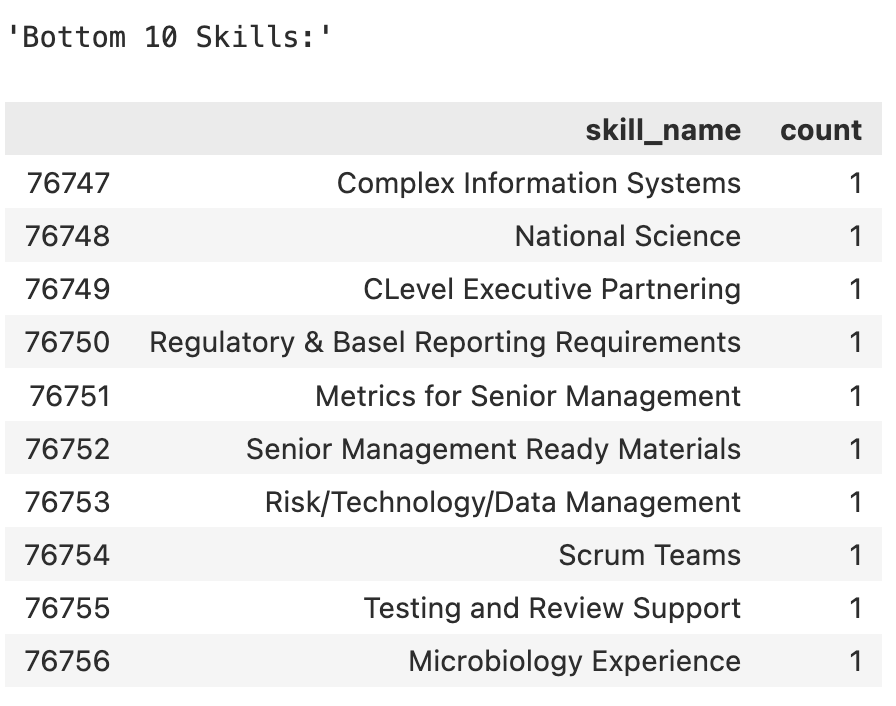 'Bottom 10 Skills:'
skill_name count
76747 Complex Information Systems 1
76748 National Science 1
76749 CLevel Executive Partnering 1
76750 Regulatory & Basel Reporting Requirements 1
76751 Metrics for Senior Management 1
76752 Senior Management Ready Materials 1
76753 Risk/Technology/Data Management 1
76754 Scrum Teams 1
76755 Testing and Review Support 1
76756 Microbiology Experience 1